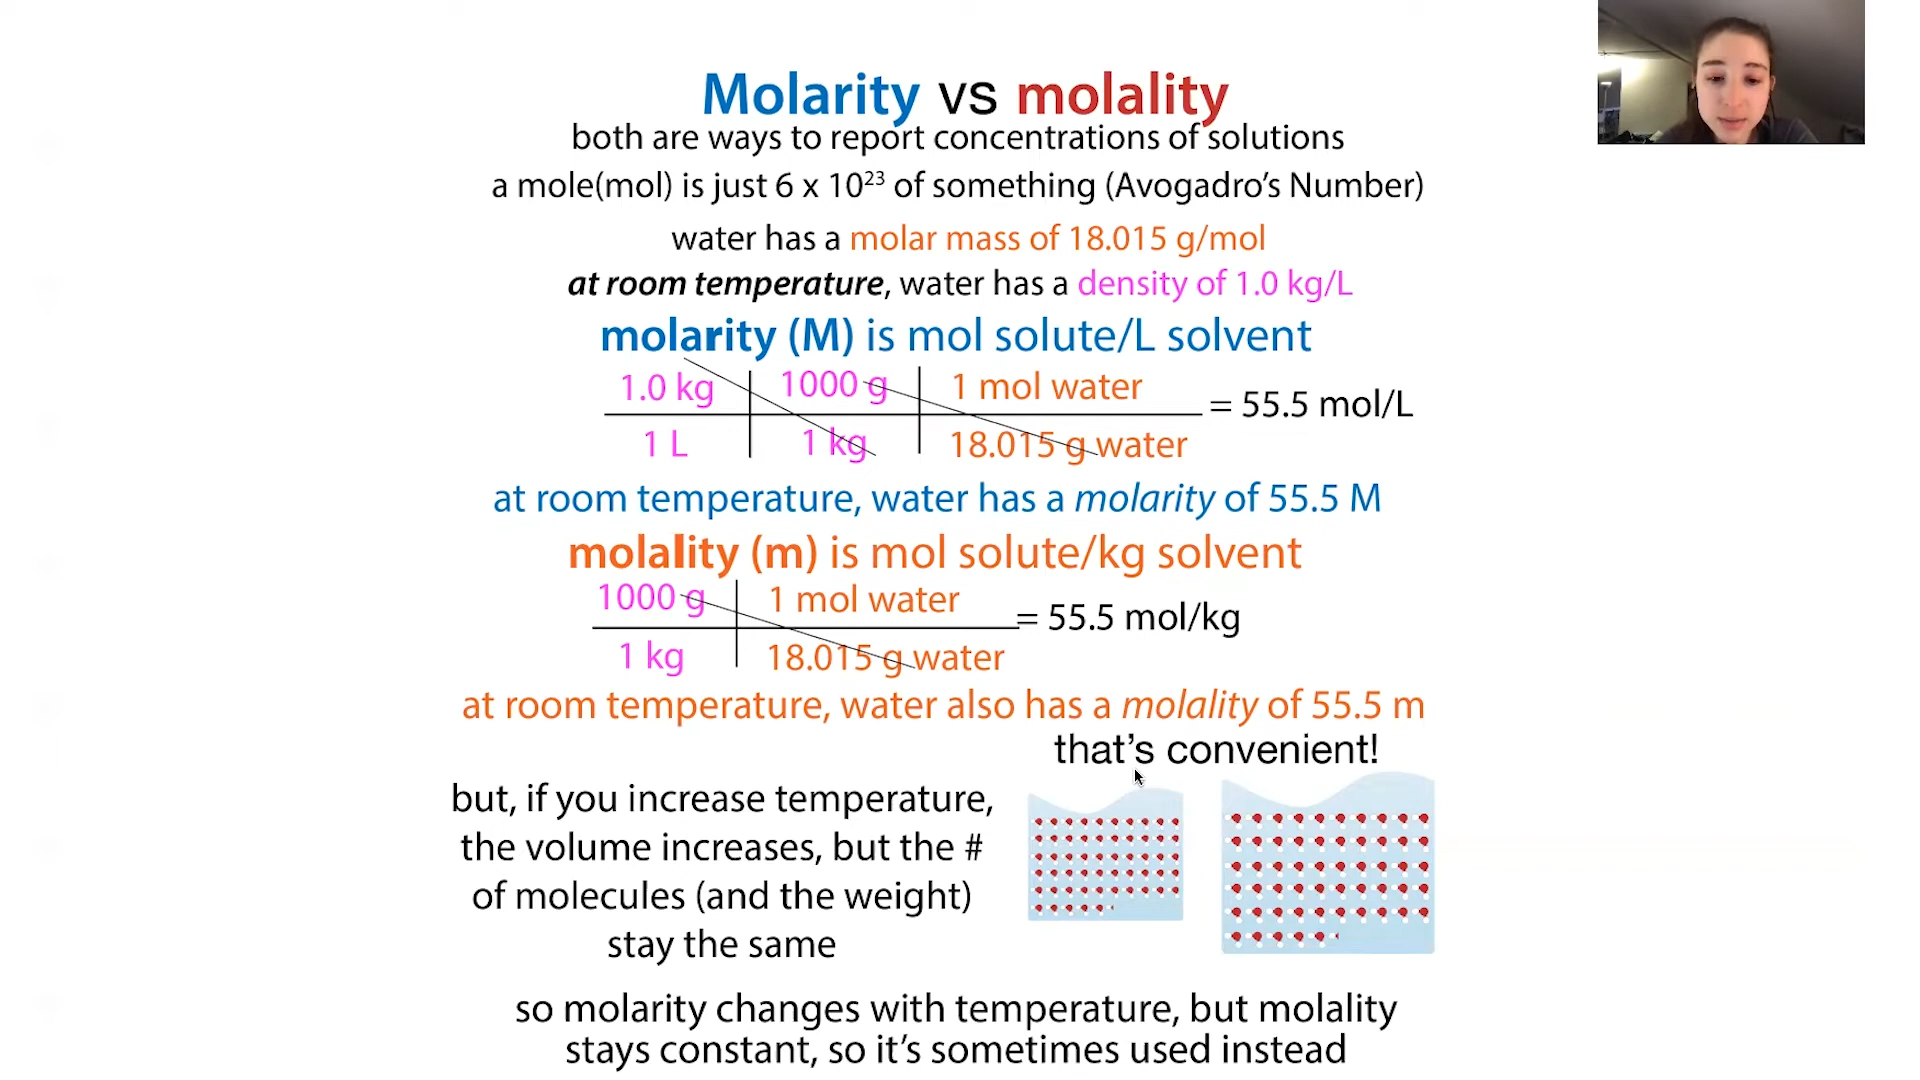 Molarity vs molality
both are ways to report concentrations of solutions
a mole(mol) is just 6 x 10²³ of something (Avogadro’s Number)
water has a molar mass of 18.015 g/mol
at room temperature, water has a density of 1.0 kg/L
molarity (M) is mol solute/L solvent
1.0 kg 1000 g 1 mol water
= 55.5 mol/L
1 L 1 kg 18.015 g water
at room temperature, water has a molarity of 55.5 M
molality (m) is mol solute/kg solvent
1000 g 1 mol water
= 55.5 mol/kg
1 kg 18.015 g water
at room temperature, water also has a molality of 55.5 m
that’s convenient!
but, if you increase temperature,
the volume increases, but the #
of molecules (and the weight)
stay the same
so molarity changes with temperature, but molality
stays constant, so it’s sometimes used instead